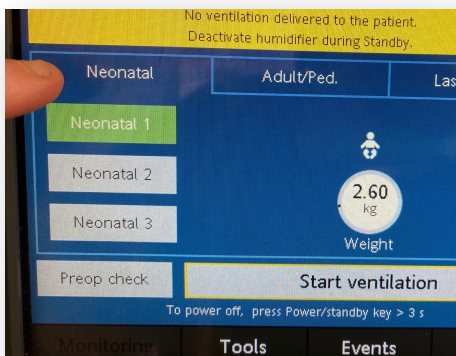 No ventilation delivered to the patient.
Deactivate humidifier during Standby.
Neonatal
Adult/Ped.
Las
Neonatal 1
Neonatal 2
Neonatal 3
2.60
kg
Weight
Preop check
Start ventilation
To power off, press Power/standby key > 3 s
Monitoring
Tools
Events